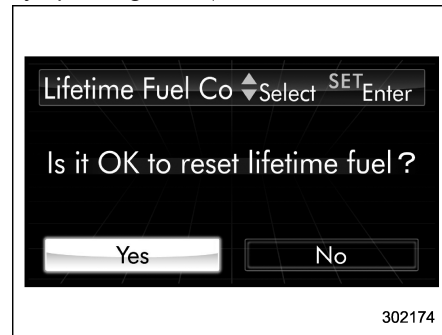 Lifetime Fuel Co Select SET Enter
Is it OK to reset lifetime fuel?
Yes No
302174